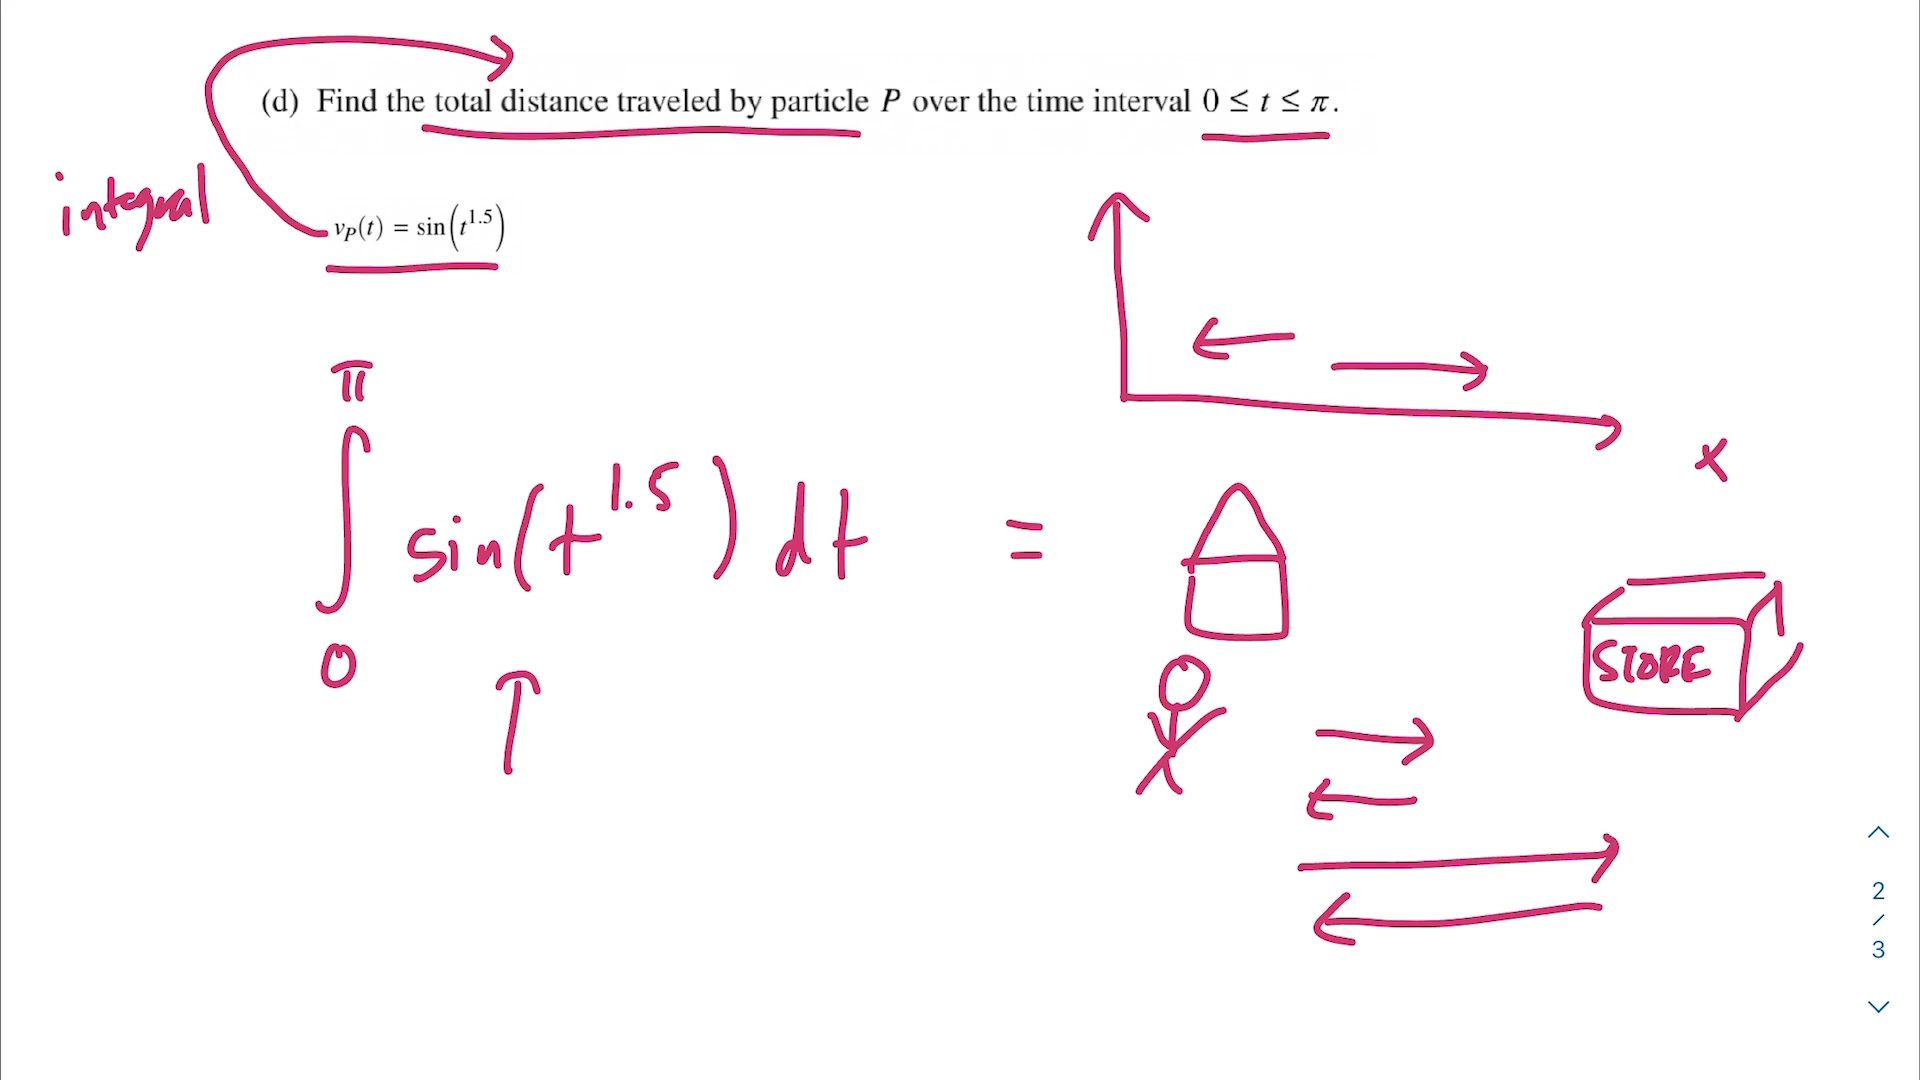 (d) Find the total distance traveled by particle P over the time interval 0 ≤ t ≤ π.
integral
v_P(t) = sin(t^{1.5})
∫_0^π sin(t^{1.5}) dt =
x
STORE
2
/
3